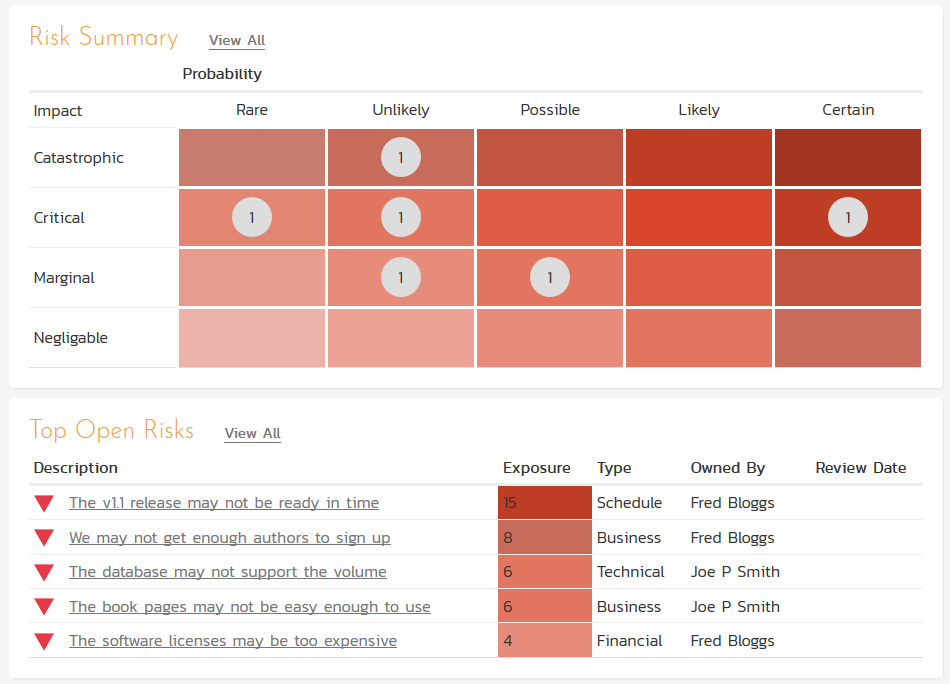 Risk Summary View All
Probability
Impact Rare Unlikely Possible Likely Certain
Catastrophic 1
Critical 1 1 1
Marginal 1 1
Negligable
Top Open Risks View All
Description Exposure Type Owned By Review Date
The v1.1 release may not be ready in time 15 Schedule Fred Bloggs
We may not get enough authors to sign up 8 Business Fred Bloggs
The database may not support the volume 6 Technical Joe P Smith
The book pages may not be easy enough to use 6 Business Joe P Smith
The software licenses may be too expensive 4 Financial Fred Bloggs